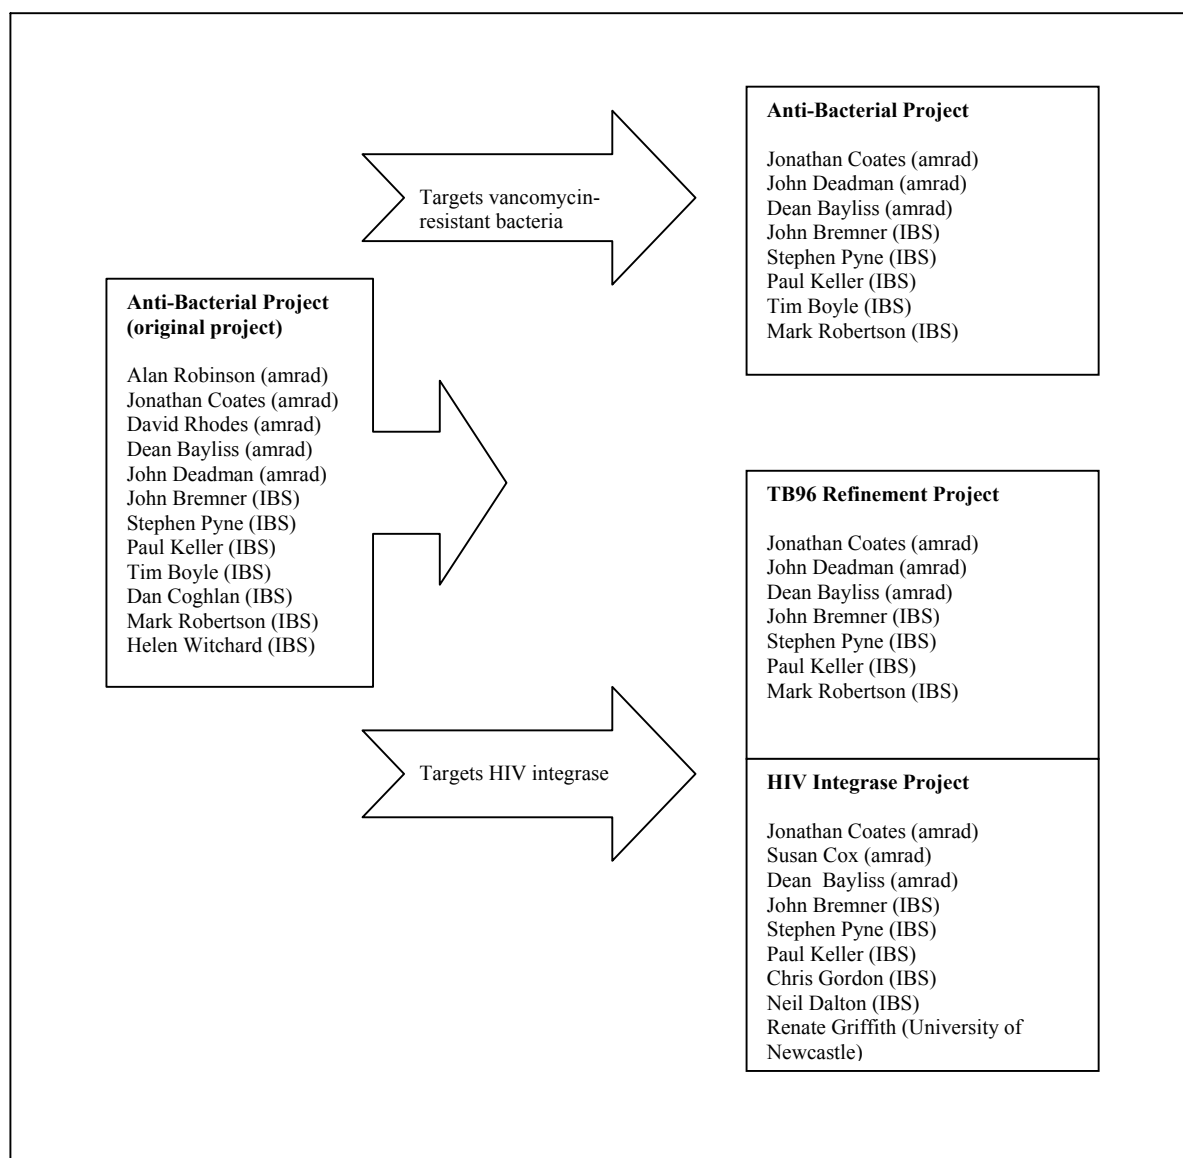 Anti-Bacterial Project
(original project)
Alan Robinson (amrad)
Jonathan Coates (amrad)
David Rhodes (amrad)
Dean Bayliss (amrad)
John Deadman (amrad)
John Bremner (IBS)
Stephen Pyne (IBS)
Paul Keller (IBS)
Tim Boyle (IBS)
Dan Coghlan (IBS)
Mark Robertson (IBS)
Helen Witchard (IBS)
Targets vancomycin-
resistant bacteria
Anti-Bacterial Project
Jonathan Coates (amrad)
John Deadman (amrad)
Dean Bayliss (amrad)
John Bremner (IBS)
Stephen Pyne (IBS)
Paul Keller (IBS)
Tim Boyle (IBS)
Mark Robertson (IBS)
Targets HIV integrase
TB96 Refinement Project
Jonathan Coates (amrad)
John Deadman (amrad)
Dean Bayliss (amrad)
John Bremner (IBS)
Stephen Pyne (IBS)
Paul Keller (IBS)
Mark Robertson (IBS)
HIV Integrase Project
Jonathan Coates (amrad)
Susan Cox (amrad)
Dean  Bayliss (amrad)
John Bremner (IBS)
Stephen Pyne (IBS)
Paul Keller (IBS)
Chris Gordon (IBS)
Neil Dalton (IBS)
Renate Griffith (University of
Newcastle)